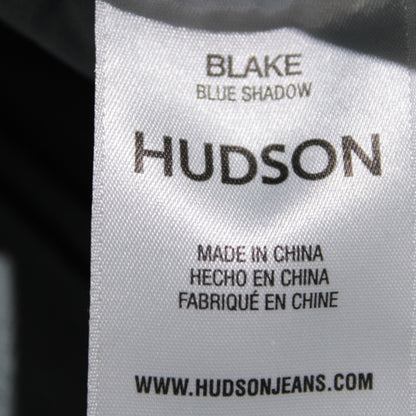 BLAKE
BLUE SHADOW
HUDSON
MADE IN CHINA
HECHO EN CHINA
FABRIQUÉ EN CHINE
WWW.HUDSONJEANS.COM